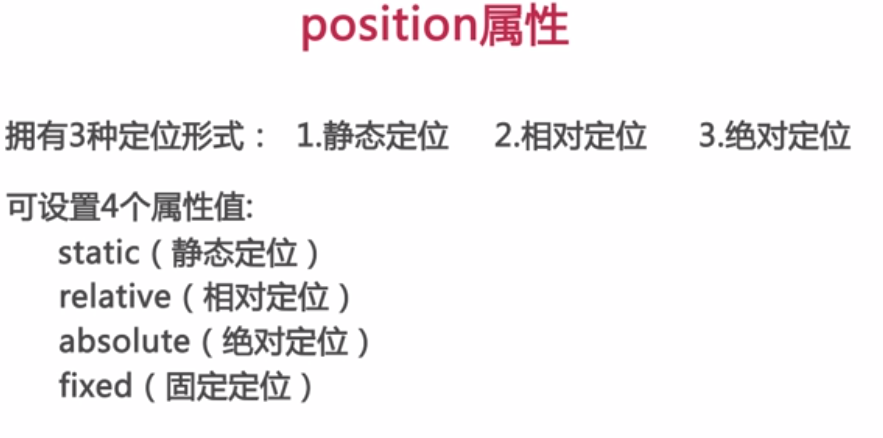 position属性
拥有3种定位形式： 1.静态定位 2.相对定位 3.绝对定位
可设置4个属性值:
static（静态定位）
relative（相对定位）
absolute（绝对定位）
fixed（固定定位）